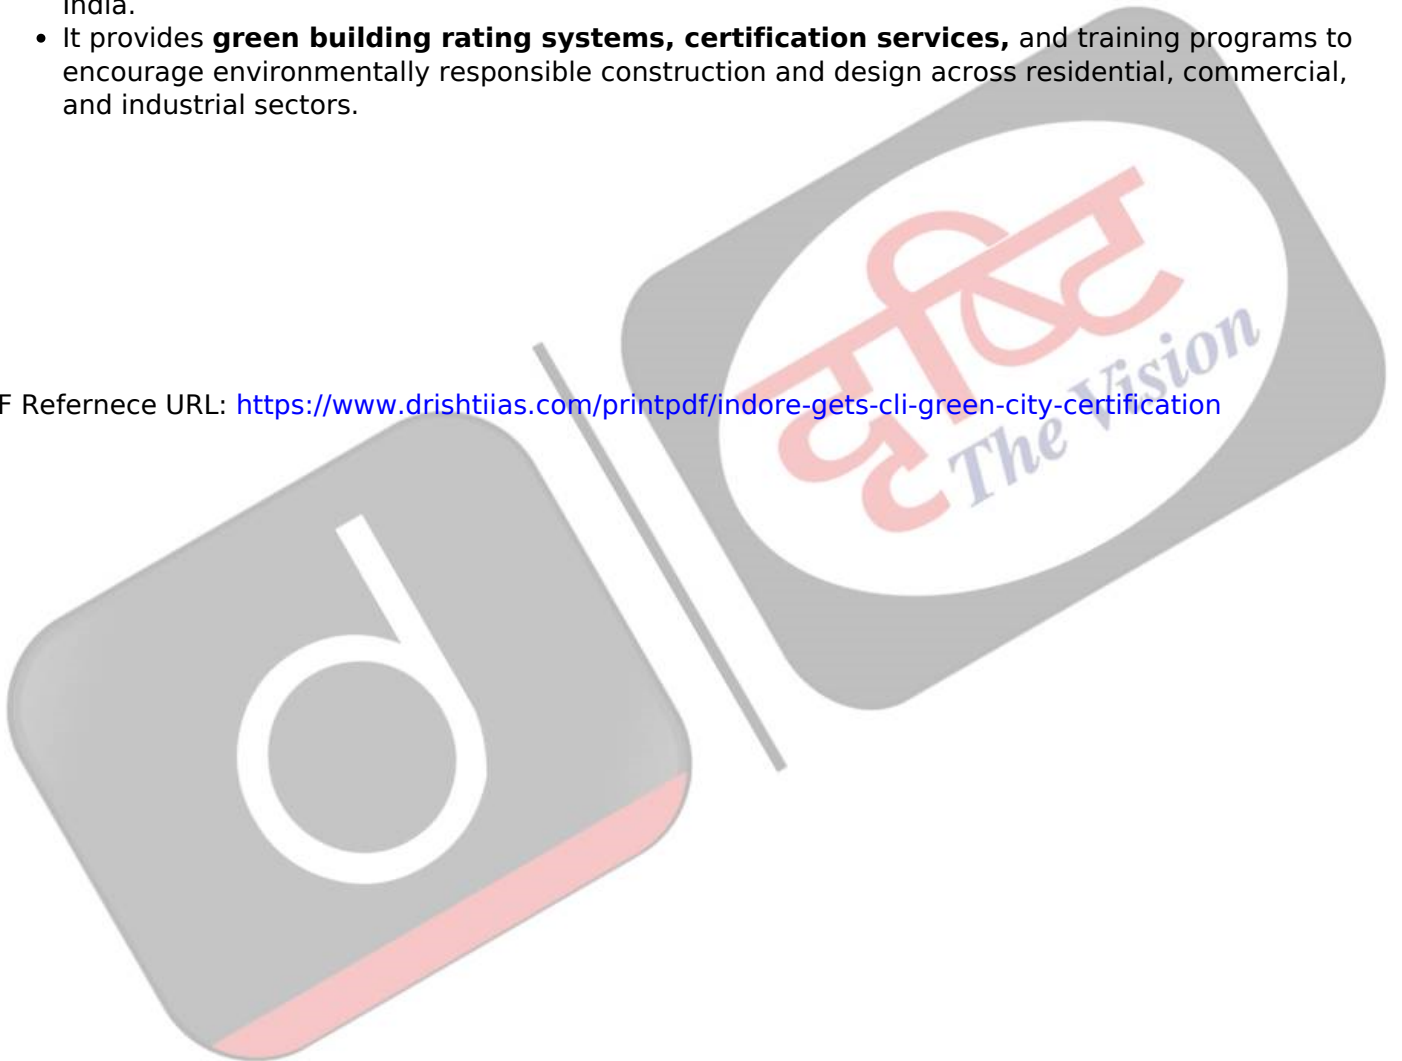 India.
• It provides green building rating systems, certification services, and training programs to
encourage environmentally responsible construction and design across residential, commercial,
and industrial sectors.
दृष्टि
The Vision
F Refernece URL: https://www.drishtiias.com/printpdf/indore-gets-cli-green-city-certification
d